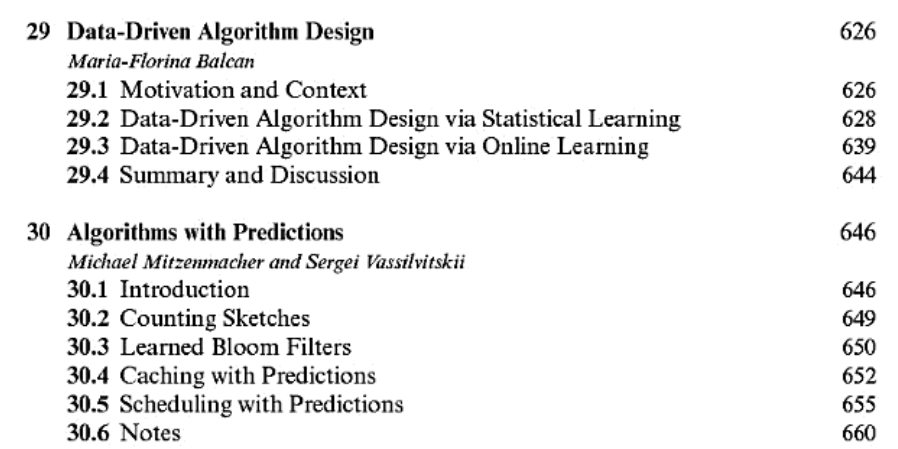 29 Data-Driven Algorithm Design 626
Maria-Florina Balcan
29.1 Motivation and Context 626
29.2 Data-Driven Algorithm Design via Statistical Learning 628
29.3 Data-Driven Algorithm Design via Online Learning 639
29.4 Summary and Discussion 644
30 Algorithms with Predictions 646
Michael Mitzenmacher and Sergei Vassilvitskii
30.1 Introduction 646
30.2 Counting Sketches 649
30.3 Learned Bloom Filters 650
30.4 Caching with Predictions 652
30.5 Scheduling with Predictions 655
30.6 Notes 660